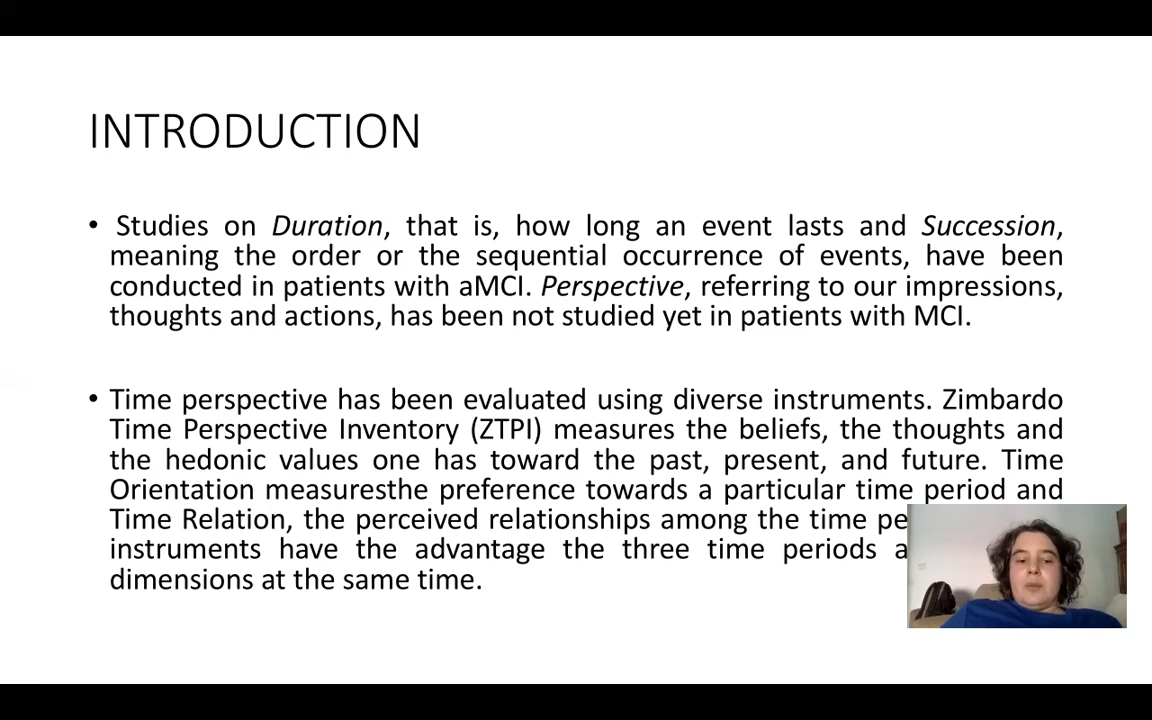 INTRODUCTION
• Studies on Duration, that is, how long an event lasts and Succession,
meaning the order or the sequential occurrence of events, have been
conducted in patients with aMCI. Perspective, referring to our impressions,
thoughts and actions, has been not studied yet in patients with MCI.
• Time perspective has been evaluated using diverse instruments. Zimbardo
Time Perspective Inventory (ZTPI) measures the beliefs, the thoughts and
the hedonic values one has toward the past, present, and future. Time
Orientation measuresthe preference towards a particular time period and
Time Relation, the perceived relationships among the time
instruments have the advantage the three time periods
dimensions at the same time.